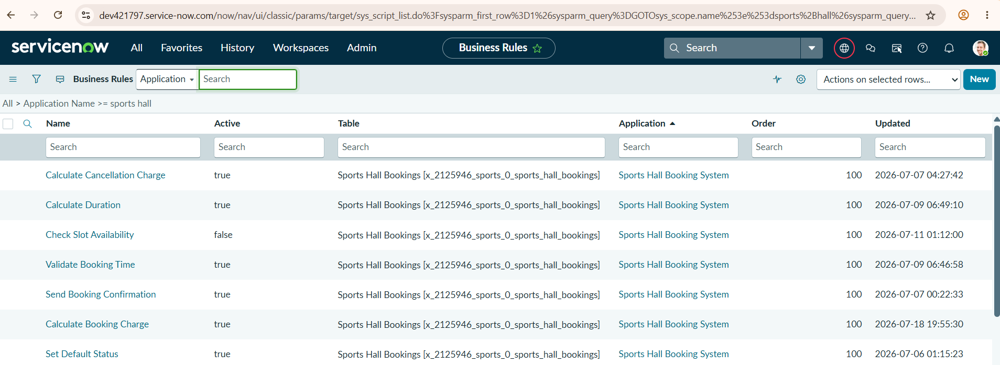 dev421797.service-now.com/now/nav/ui/classic/params/target/sys_script_list.do%3Fsysparm_first_row%3D1%26sysparm_query%3DGOTOsys_scope.name%253e%253dsports%2Bhall%26sysparm_query...
servicenow All Favorites History Workspaces Admin Business Rules Search
Business Rules Application Search Actions on selected rows... New
All > Application Name >= sports hall
Name Active Table Application Order Updated
Search Search Search Search Search Search
Calculate Cancellation Charge true Sports Hall Bookings [x_2125946_sports_0_sports_hall_bookings] Sports Hall Booking System 100 2026-07-07 04:27:42
Calculate Duration true Sports Hall Bookings [x_2125946_sports_0_sports_hall_bookings] Sports Hall Booking System 100 2026-07-09 06:49:10
Check Slot Availability false Sports Hall Bookings [x_2125946_sports_0_sports_hall_bookings] Sports Hall Booking System 100 2026-07-11 01:12:00
Validate Booking Time true Sports Hall Bookings [x_2125946_sports_0_sports_hall_bookings] Sports Hall Booking System 100 2026-07-09 06:46:58
Send Booking Confirmation true Sports Hall Bookings [x_2125946_sports_0_sports_hall_bookings] Sports Hall Booking System 100 2026-07-07 00:22:33
Calculate Booking Charge true Sports Hall Bookings [x_2125946_sports_0_sports_hall_bookings] Sports Hall Booking System 100 2026-07-18 19:55:30
Set Default Status true Sports Hall Bookings [x_2125946_sports_0_sports_hall_bookings] Sports Hall Booking System 100 2026-07-06 01:15:23